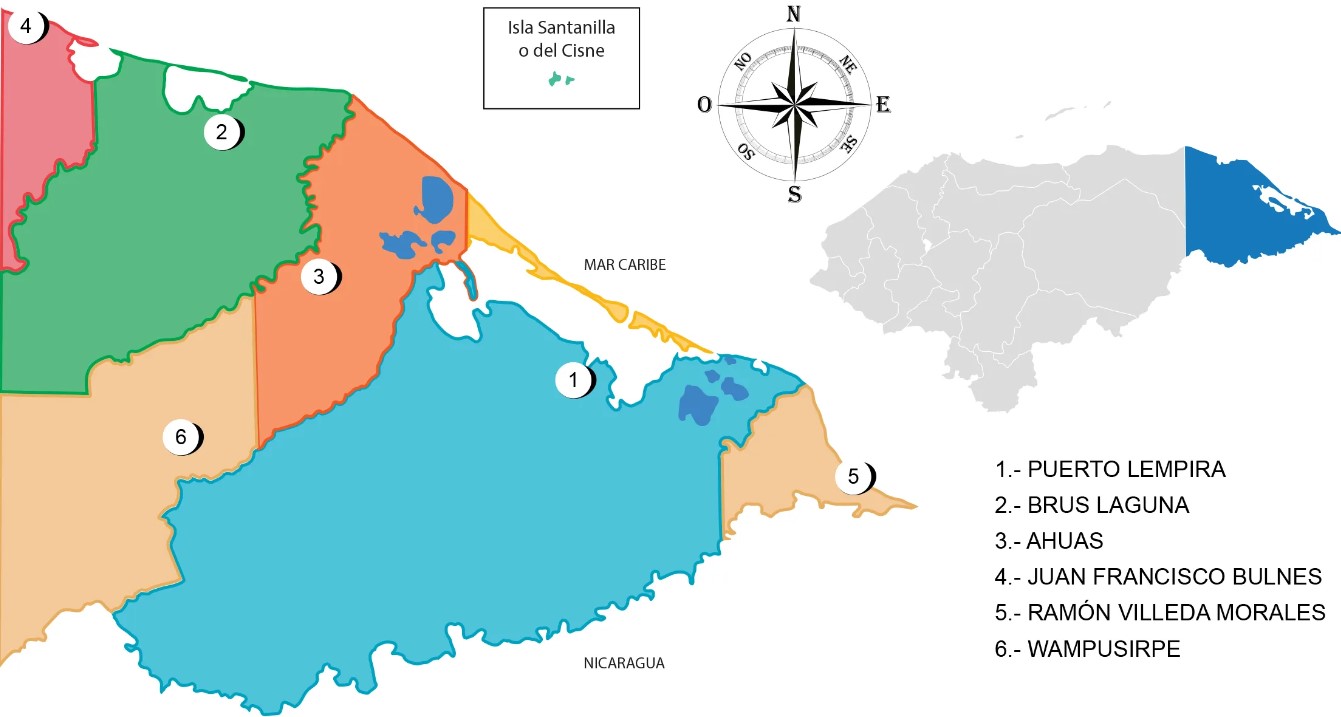 4
Isla Santanilla
o del Cisne
N
NO
NE
O
E
SO
SE
S
2
3
MAR CARIBE
1
6
5
NICARAGUA
1.- PUERTO LEMPIRA
2.- BRUS LAGUNA
3.- AHUAS
4.- JUAN FRANCISCO BULNES
5.- RAMÓN VILLEDA MORALES
6.- WAMPUSIRPE